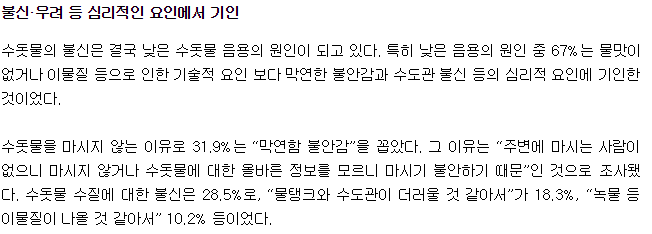 불신·우려 등 심리적인 요인에서 기인
수돗물의 불신은 결국 낮은 수돗물 음용의 원인이 되고 있다. 특히 낮은 음용의 원인 중 67%는 물맛이
없거나 이물질 등으로 인한 기술적 요인 보다 막연한 불안감과 수도관 불신 등의 심리적 요인에 기인한
것이었다.
수돗물을 마시지 않는 이유로 31.9%는 “막연함 불안감”을 꼽았다. 그 이유는 “주변에 마시는 사람이
없으니 마시지 않거나 수돗물에 대한 올바른 정보를 모르니 마시기 불안하기 때문”인 것으로 조사됐
다. 수돗물 수질에 대한 불신은 28.5%로, “물탱크와 수도관이 더러울 것 같아서”가 18.3%, “녹물 등
이물질이 나올 것 같아서” 10.2% 등이었다.